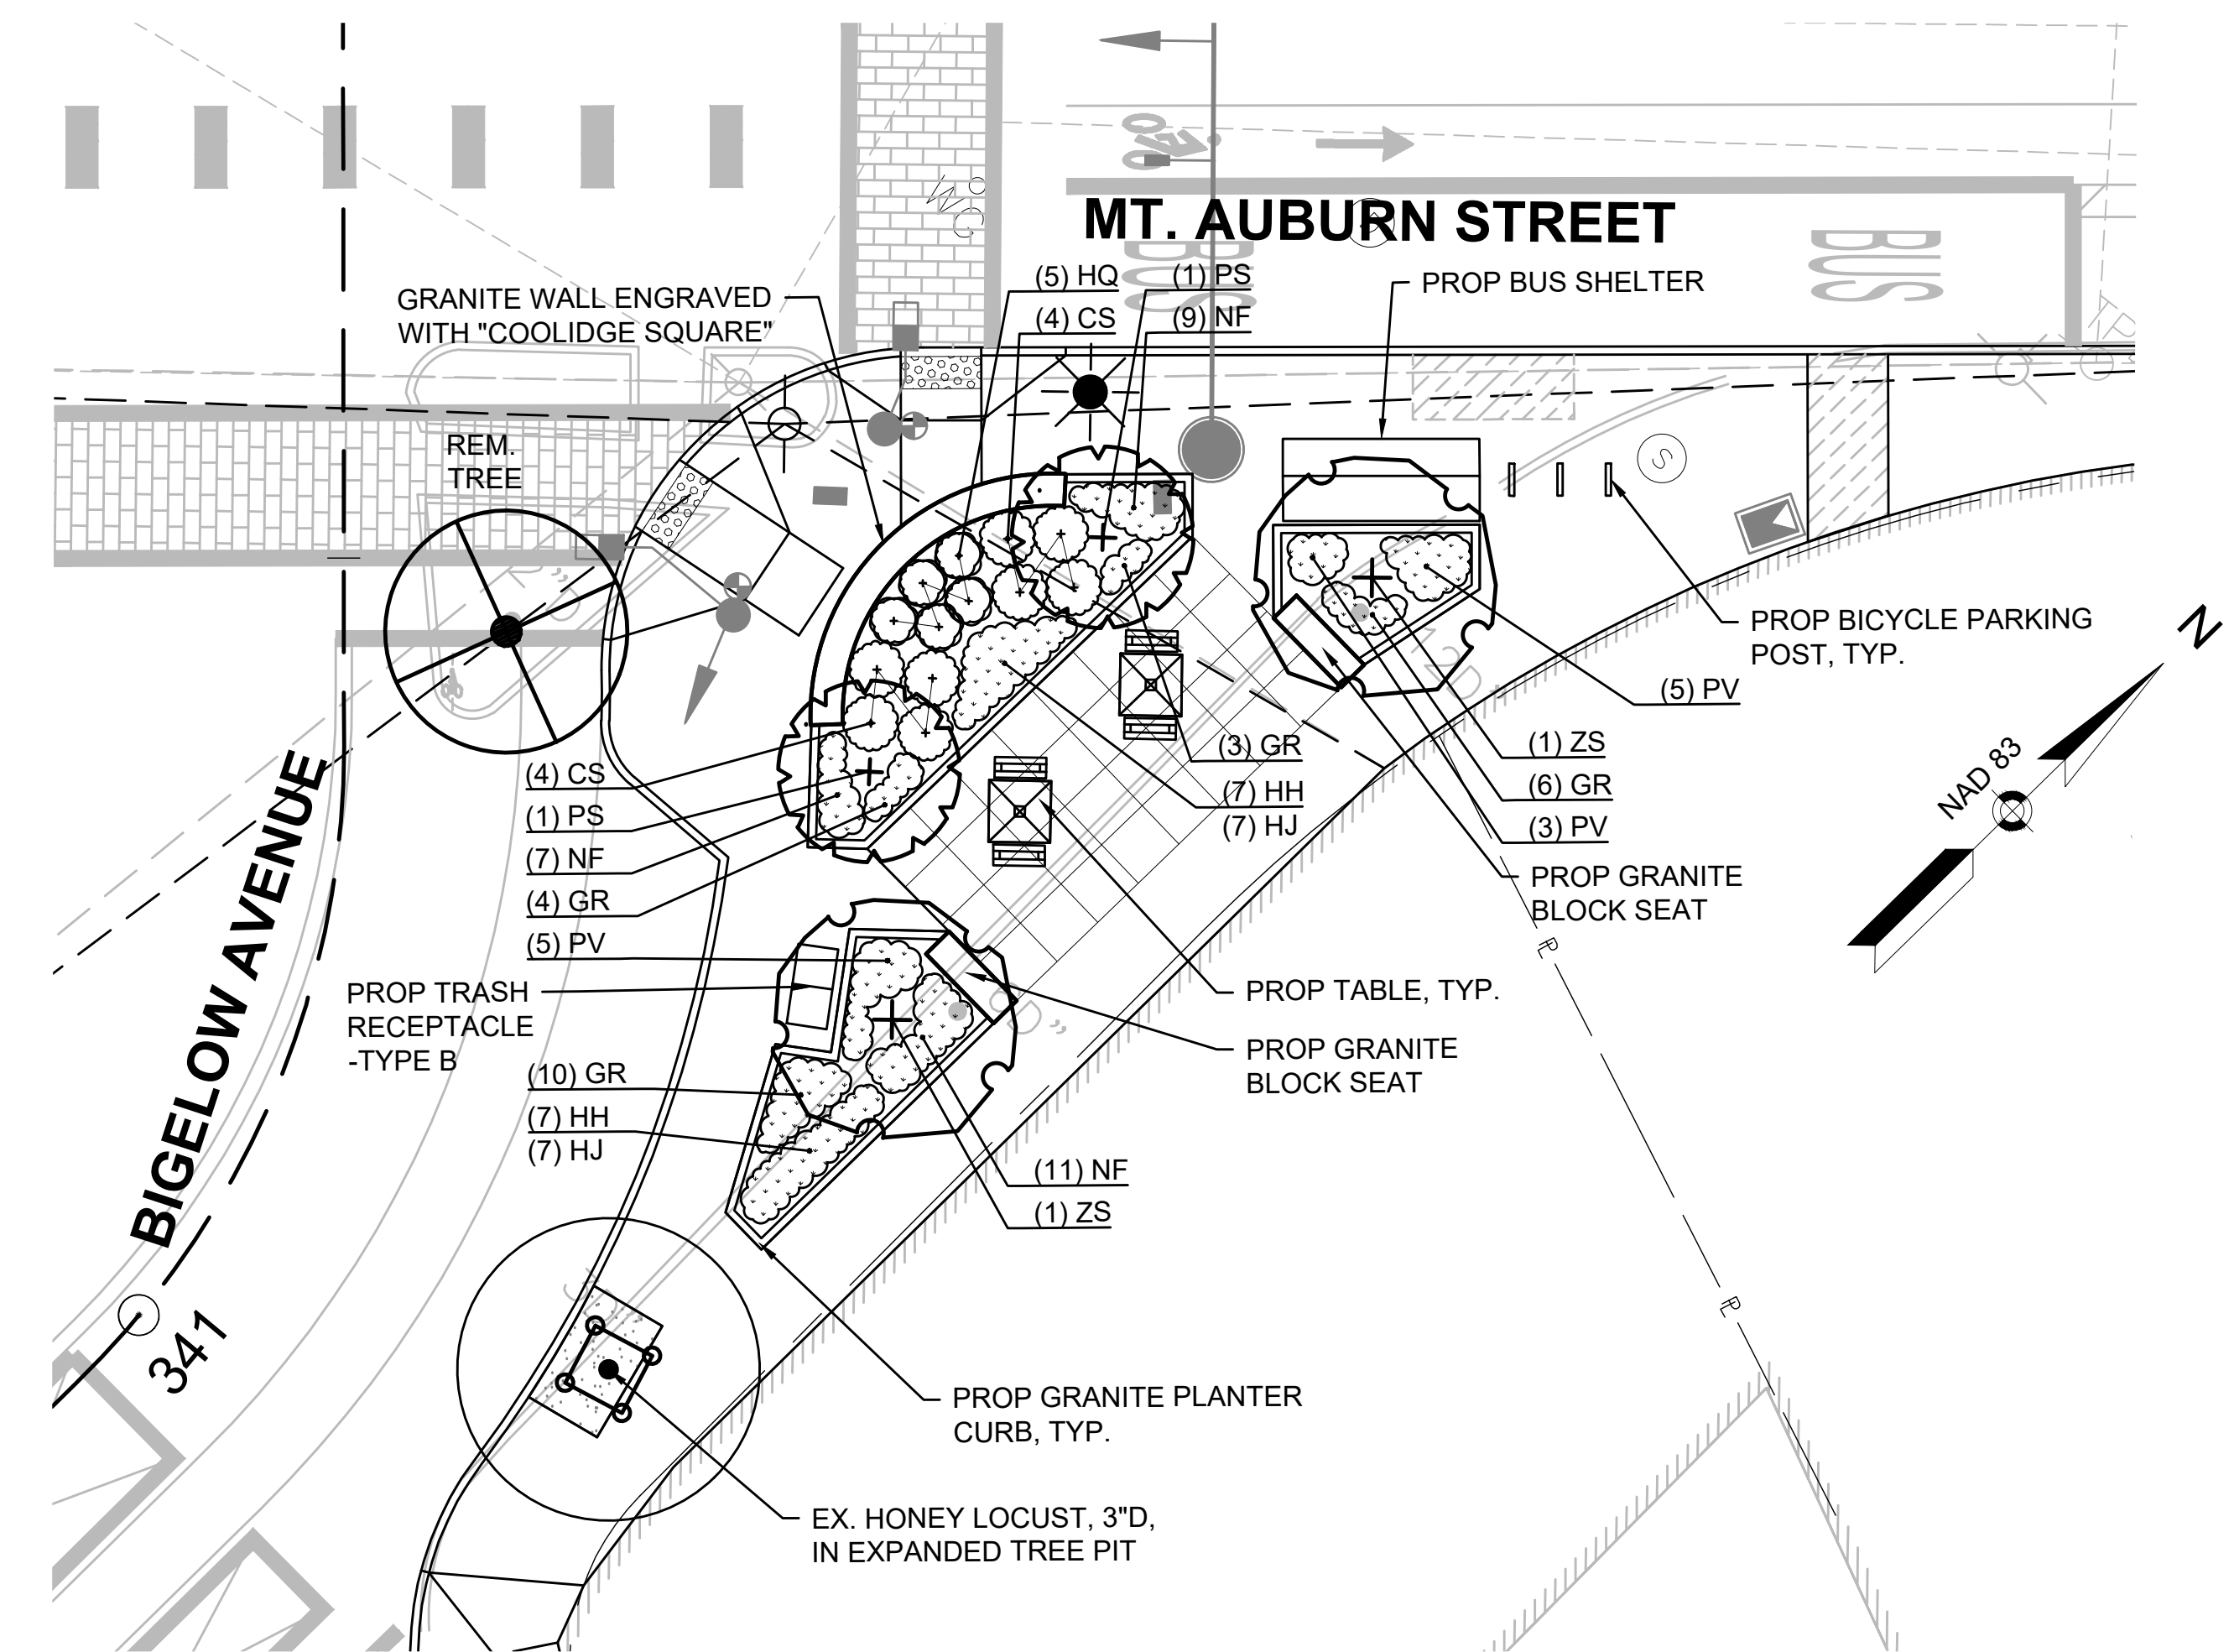 MT. AUBURN STREET
BUS
BUS
GRANITE WALL ENGRAVED
WITH "COOLIDGE SQUARE"
(5) HQ
(4) CS
(1) PS
(9) NF
PROP BUS SHELTER
REM.
TREE
S
PROP BICYCLE PARKING
POST, TYP.
(5) PV
(3) GR
(7) HH
(7) HJ
(1) ZS
(6) GR
(3) PV
PROP GRANITE
BLOCK SEAT
N
NAD 83
(4) CS
(1) PS
(7) NF
(4) GR
(5) PV
PROP TRASH
RECEPTACLE
-TYPE B
(10) GR
(7) HH
(7) HJ
PROP TABLE, TYP.
PROP GRANITE
BLOCK SEAT
(11) NF
(1) ZS
BIGELOW AVENUE
341
PROP GRANITE PLANTER
CURB, TYP.
EX. HONEY LOCUST, 3"D,
IN EXPANDED TREE PIT